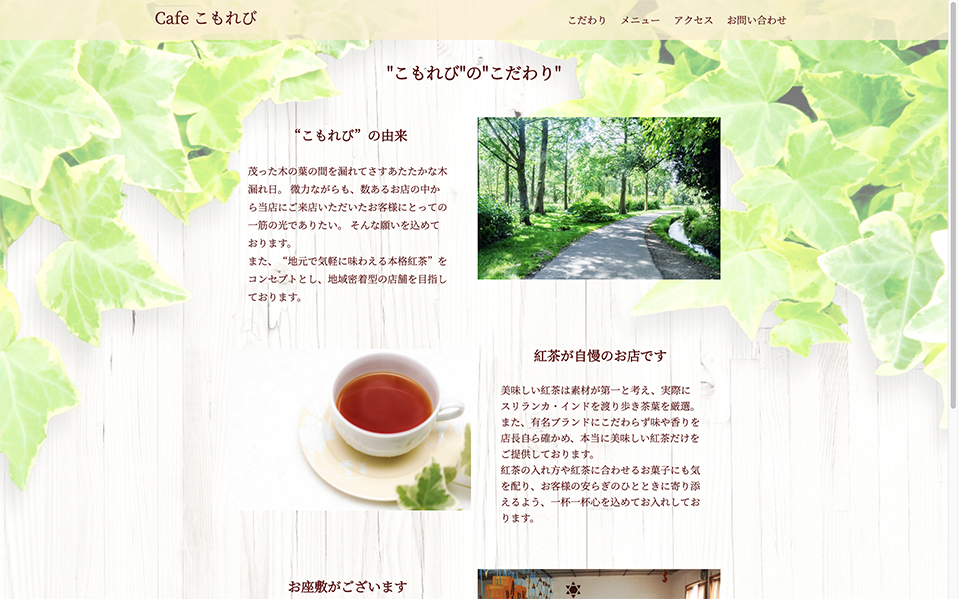 Cafe こもれび
こだわり メニュー アクセス お問い合わせ
"こもれび"の"こだわり"
“こもれび”の由来
茂った木の葉の間を漏れてさすあたたかな木
漏れ日。 微力ながらも、数あるお店の中か
ら当店にご来店いただいたお客様にとっての
一筋の光でありたい。 そんな願いを込めて
おります。
また、“地元で気軽に味わえる本格紅茶”を
コンセプトとし、地域密着型の店舗を目指し
ております。
紅茶が自慢のお店です
美味しい紅茶は素材が第一と考え、実際に
スリランカ・インドを渡り歩き茶葉を厳選。
また、有名ブランドにこだわらず味や香りを
店長自ら確かめ、本当に美味しい紅茶だけを
ご提供しております。
紅茶の入れ方や紅茶に合わせるお菓子にも気
を配り、お客様の安らぎのひとときに寄り添
えるよう、一杯一杯心を込めてお入れしてお
ります。
お座敷がございます